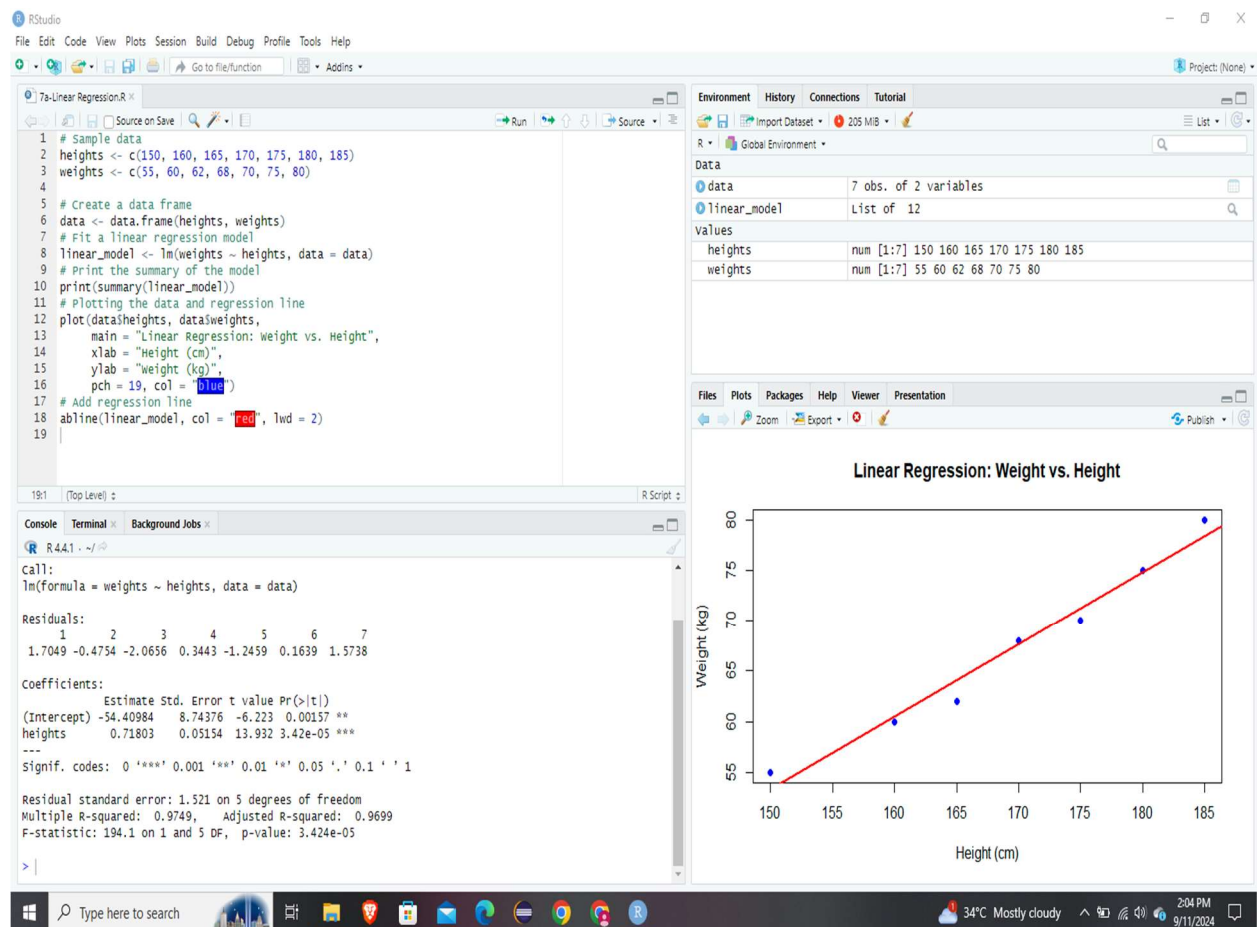 RStudio
File Edit Code View Plots Session Build Debug Profile Tools Help
Go to file/function Addins
Project: (None)
7a-Linear Regression.R
Source on Save Run Source
1 # Sample data
2 heights <- c(150, 160, 165, 170, 175, 180, 185)
3 weights <- c(55, 60, 62, 68, 70, 75, 80)
4
5 # Create a data frame
6 data <- data.frame(heights, weights)
7 # Fit a linear regression model
8 linear_model <- lm(weights ~ heights, data = data)
9 # Print the summary of the model
10 print(summary(linear_model))
11 # Plotting the data and regression line
12 plot(data$heights, data$weights,
13 main = "Linear Regression: Weight vs. Height",
14 xlab = "Height (cm)",
15 ylab = "Weight (kg)",
16 pch = 19, col = "blue")
17 # Add regression line
18 abline(linear_model, col = "red", lwd = 2)
19
19:1 (Top Level) R Script
Console Terminal Background Jobs
R 4.4.1 · ~/
Call:
lm(formula = weights ~ heights, data = data)
Residuals:
1 2 3 4 5 6 7
1.7049 -0.4754 -2.0656 0.3443 -1.2459 0.1639 1.5738
Coefficients:
Estimate Std. Error t value Pr(>|t|)
(Intercept) -54.40984 8.74376 -6.223 0.00157 **
heights 0.71803 0.05154 13.932 3.42e-05 ***
---
Signif. codes: 0 ‘***’ 0.001 ‘**’ 0.01 ‘*’ 0.05 ‘.’ 0.1 ‘ ’ 1
Residual standard error: 1.521 on 5 degrees of freedom
Multiple R-squared: 0.9749, Adjusted R-squared: 0.9699
F-statistic: 194.1 on 1 and 5 DF, p-value: 3.424e-05
>
Environment History Connections Tutorial
Import Dataset 205 MiB List
R Global Environment
Data
data 7 obs. of 2 variables
linear_model List of 12
Values
heights num [1:7] 150 160 165 170 175 180 185
weights num [1:7] 55 60 62 68 70 75 80
Files Plots Packages Help Viewer Presentation
Zoom Export Publish
Linear Regression: Weight vs. Height
Weight (kg)
80
75
70
65
60
55
150 155 160 165 170 175 180 185
Height (cm)
Type here to search
34°C Mostly cloudy
2:04 PM
9/11/2024